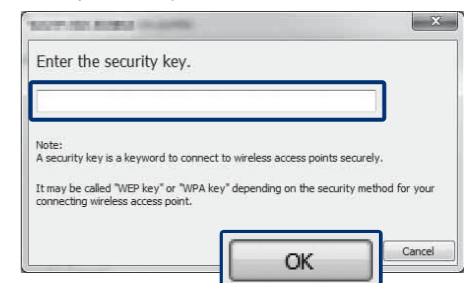 Enter the security key.
Note:
A security key is a keyword to connect to wireless access points securely.
It may be called "WEP key" or "WPA key" depending on the security method for your
connecting wireless access point.
OK
Cancel